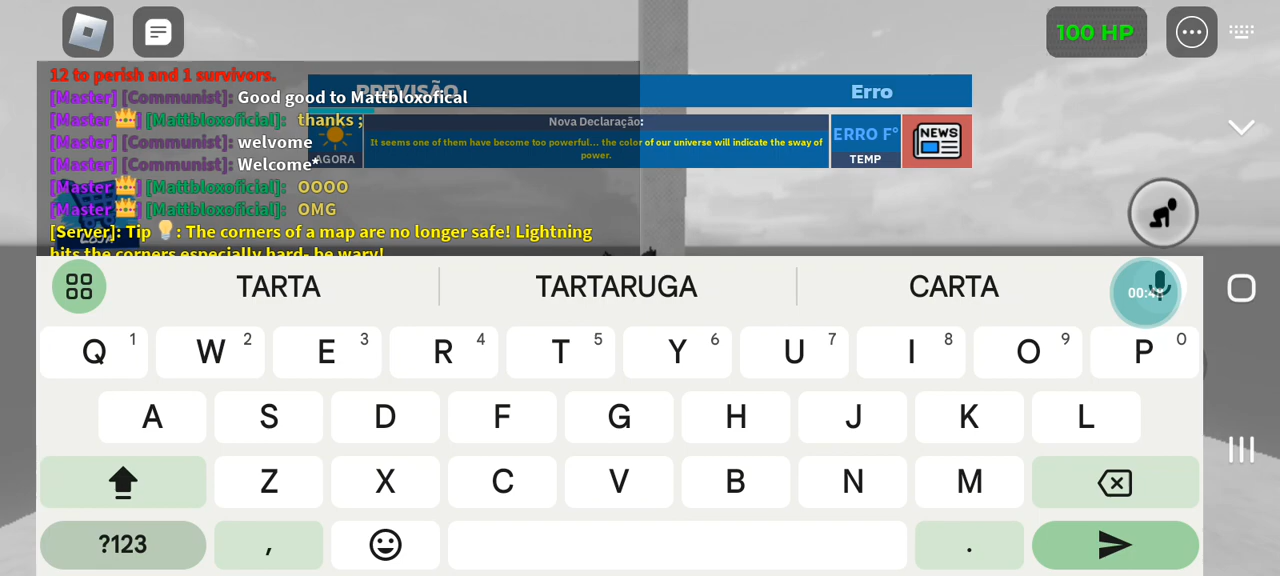 100 HP
12 to perish and 1 survivors.
[Master] [Communist]: Good good to Mattbloxofical
[Master👑] [Mattbloxoficial]: thanks ;
[Master] [Communist]: welvome
[Master] [Communist]: Welcome*
[Master👑] [Mattbloxoficial]: OOOO
[Master👑] [Mattbloxoficial]: OMG
[Server]: Tip 💡: The corners of a map are no longer safe! Lightning
hits the corners especially hard- be wary!
LOJA
PREVISÃO
Erro
AGORA
Nova Declaração:
It seems one of them have become too powerful... the color of our universe will indicate the sway of
power.
ERRO F°
TEMP
NEWS
TARTA TARTARUGA CARTA
Q 1 W 2 E 3 R 4 T 5 Y 6 U 7 I 8 O 9 P 0
A S D F G H J K L
Z X C V B N M
?123 , .